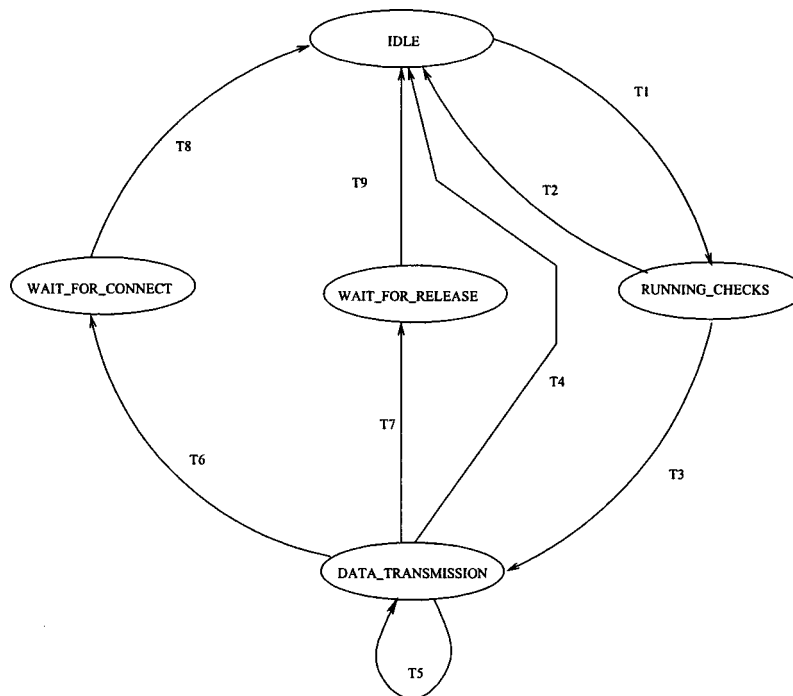 IDLE
T1
T8
T9
T2
WAIT_FOR_CONNECT
WAIT_FOR_RELEASE
RUNNING_CHECKS
T4
T7
T6
T3
DATA_TRANSMISSION
T5